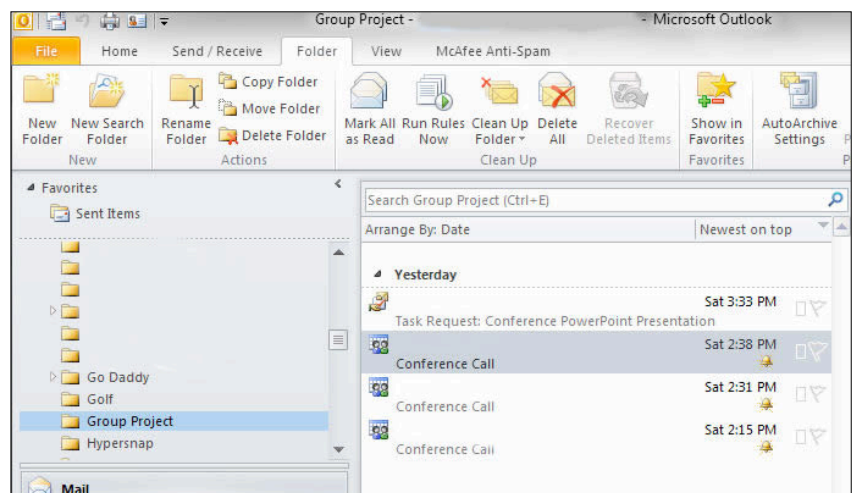 Group Project - - Microsoft Outlook
File Home Send / Receive Folder View McAfee Anti-Spam
New Folder
New Search Folder
New
Rename Folder
Copy Folder
Move Folder
Delete Folder
Actions
Mark All as Read
Run Rules Now
Clean Up Folder
Delete All
Recover Deleted Items
Clean Up
Show in Favorites
Favorites
AutoArchive Settings
P
P
Favorites
Sent Items
Go Daddy
Golf
Group Project
Hypersnap
Mail
Search Group Project (Ctrl+E)
Arrange By: Date Newest on top
Yesterday
Sat 3:33 PM
Task Request: Conference PowerPoint Presentation
Sat 2:38 PM
Conference Call
Sat 2:31 PM
Conference Call
Sat 2:15 PM
Conference Call